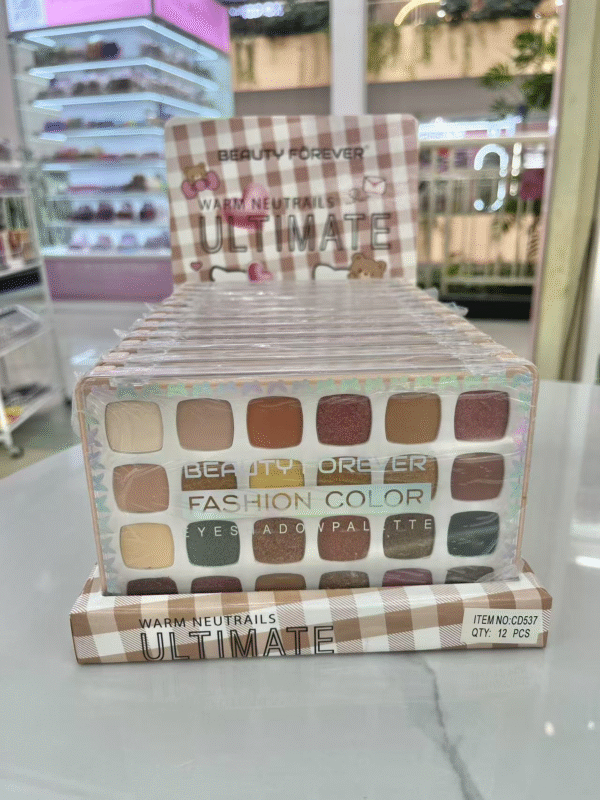 BEAUTY FOREVER
WARM NEUTRAILS
ULTIMATE
BEAUTY FOREVER
FASHION COLOR
EYESHADOWPALETTE
WARM NEUTRAILS
ULTIMATE
ITEM NO:CD537
QTY: 12 PCS